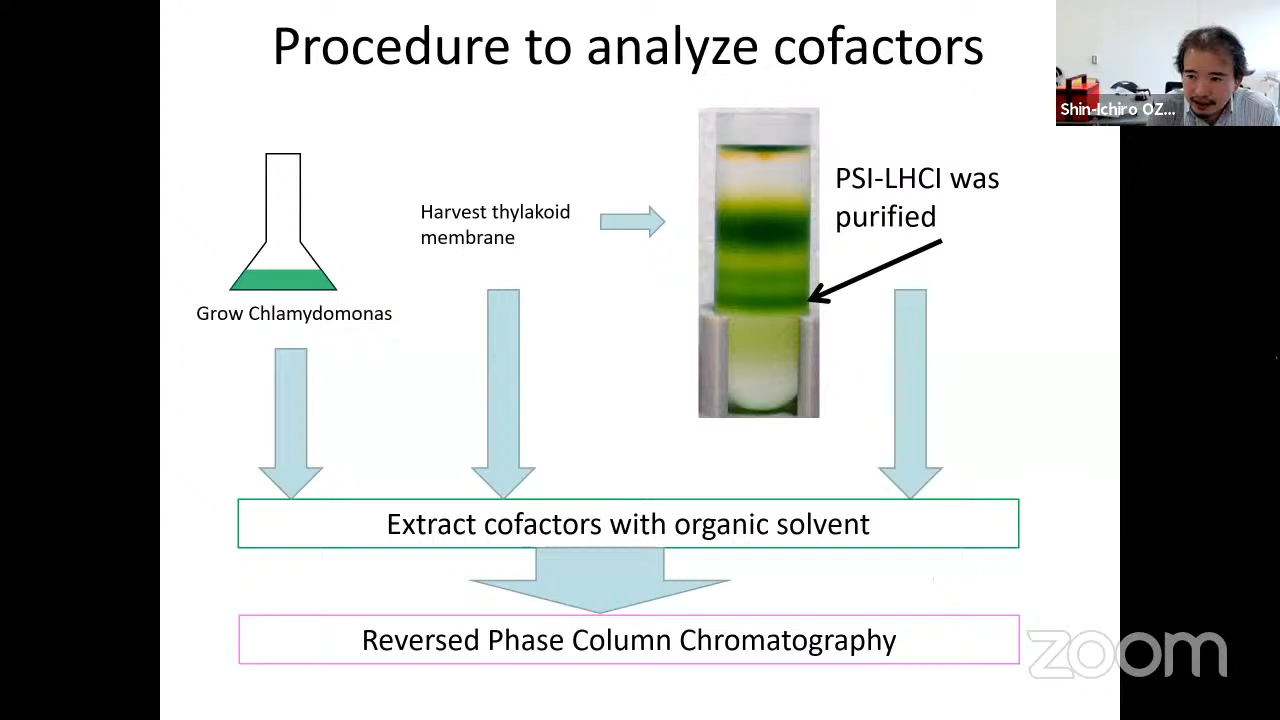 Procedure to analyze cofactors
Shin-Ichiro OZ...
PSI-LHCI was
purified
Harvest thylakoid
membrane
Grow Chlamydomonas
Extract cofactors with organic solvent
Reversed Phase Column Chromatography
zoom